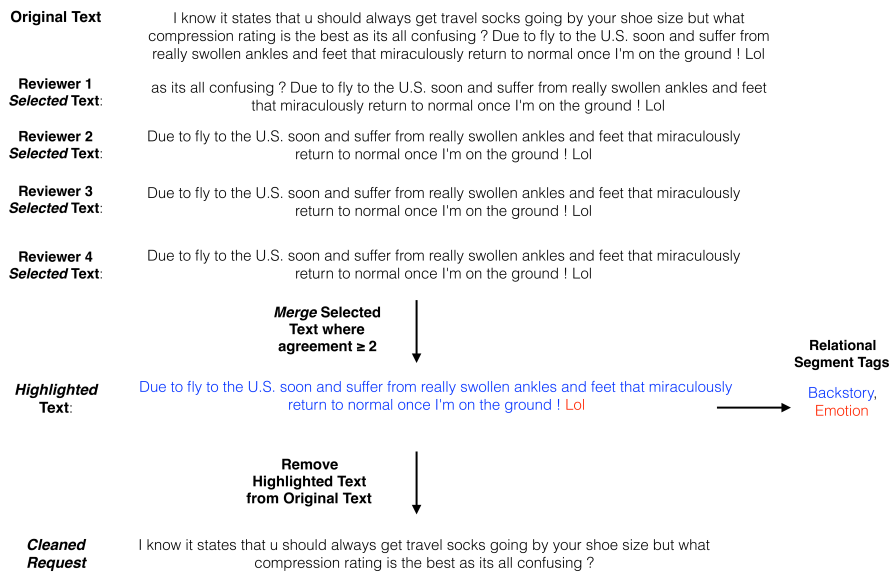 Original Text
I know it states that u should always get travel socks going by your shoe size but what
compression rating is the best as its all confusing ? Due to fly to the U.S. soon and suffer from
really swollen ankles and feet that miraculously return to normal once I'm on the ground ! Lol
Reviewer 1
Selected Text:
as its all confusing ? Due to fly to the U.S. soon and suffer from really swollen ankles and feet
that miraculously return to normal once I'm on the ground ! Lol
Reviewer 2
Selected Text:
Due to fly to the U.S. soon and suffer from really swollen ankles and feet that miraculously
return to normal once I'm on the ground ! Lol
Reviewer 3
Selected Text:
Due to fly to the U.S. soon and suffer from really swollen ankles and feet that miraculously
return to normal once I'm on the ground ! Lol
Reviewer 4
Selected Text:
Due to fly to the U.S. soon and suffer from really swollen ankles and feet that miraculously
return to normal once I'm on the ground ! Lol
Merge Selected
Text where
agreement ≥ 2
Highlighted
Text:
Due to fly to the U.S. soon and suffer from really swollen ankles and feet that miraculously
return to normal once I'm on the ground ! Lol
Relational
Segment Tags
Backstory,
Emotion
Remove
Highlighted Text
from Original Text
Cleaned
Request
I know it states that u should always get travel socks going by your shoe size but what
compression rating is the best as its all confusing ?